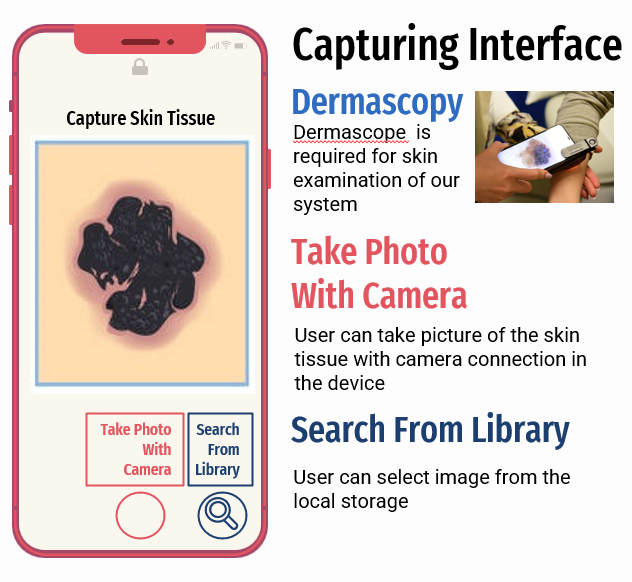 Capturing Interface
Capture Skin Tissue
Take Photo
With
Camera
Search
From
Library
Dermascopy
Dermascope is
required for skin
examination of our
system
Take Photo
With Camera
User can take picture of the skin
tissue with camera connection in
the device
Search From Library
User can select image from the
local storage